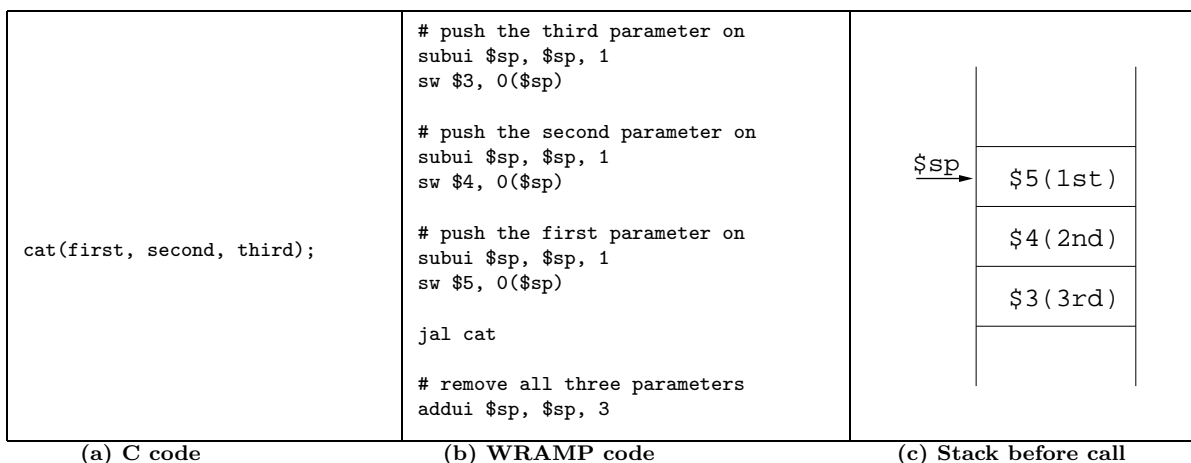 cat(first, second, third);
# push the third parameter on
subui $sp, $sp, 1
sw $3, 0($sp)
# push the second parameter on
subui $sp, $sp, 1
sw $4, 0($sp)
# push the first parameter on
subui $sp, $sp, 1
sw $5, 0($sp)
jal cat
# remove all three parameters
addui $sp, $sp, 3
$sp
$5(1st)
$4(2nd)
$3(3rd)
(a) C code
(b) WRAMP code
(c) Stack before call